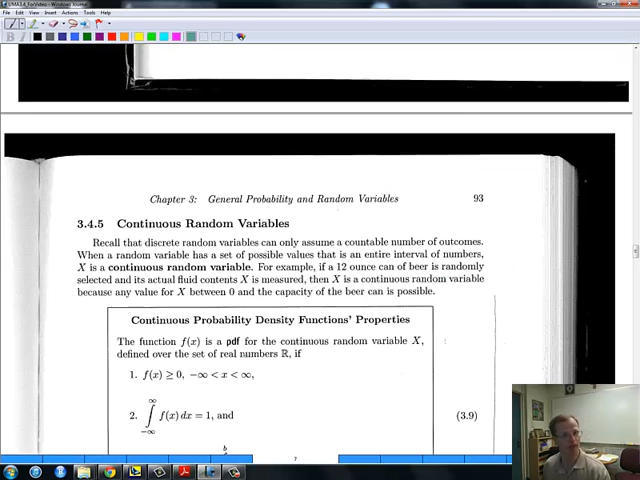 UMA3.4_ForVideo - Windows Journal
File Edit View Insert Actions Tools Help
Chapter 3: General Probability and Random Variables 93
3.4.5 Continuous Random Variables
Recall that discrete random variables can only assume a countable number of outcomes.
When a random variable has a set of possible values that is an entire interval of numbers,
X is a continuous random variable. For example, if a 12 ounce can of beer is randomly
selected and its actual fluid contents X is measured, then X is a continuous random variable
because any value for X between 0 and the capacity of the beer can is possible.
Continuous Probability Density Functions' Properties
The function f(x) is a pdf for the continuous random variable X,
defined over the set of real numbers ℝ, if
1. f(x) ≥ 0, −∞ < x < ∞,
2. ∫_{−∞}^{∞} f(x) dx = 1, and (3.9)
b
7